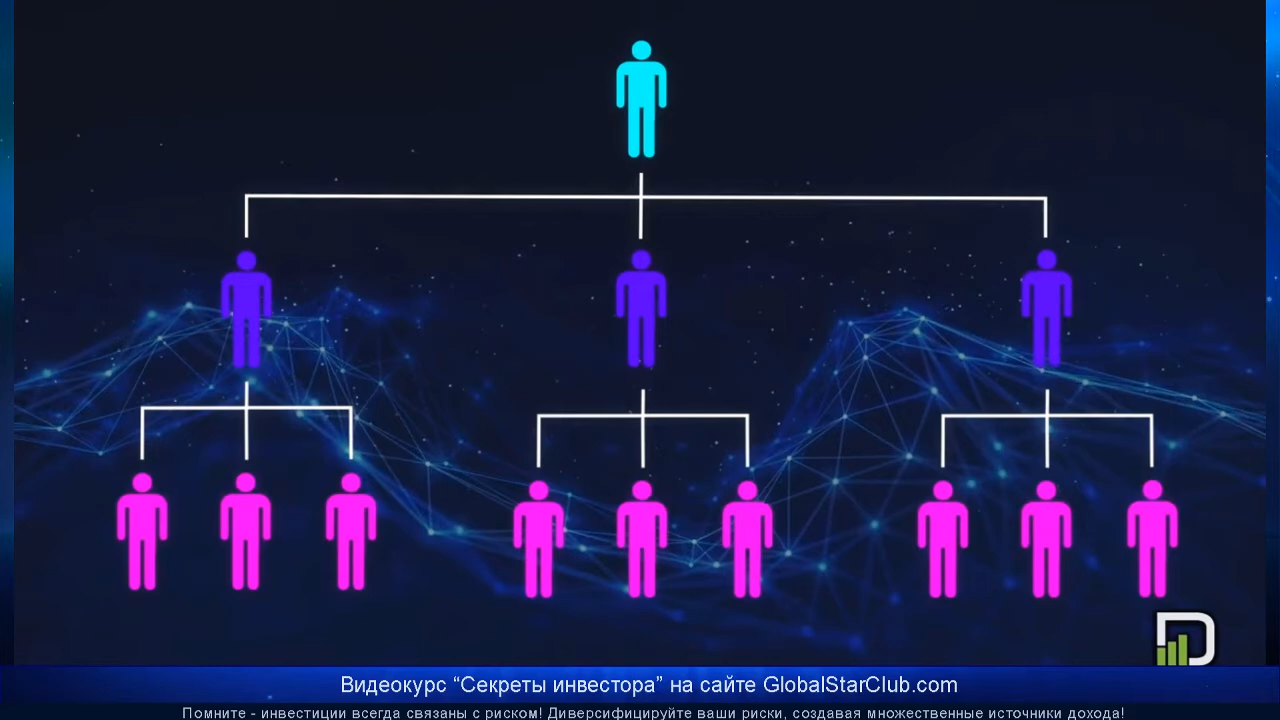 Видеокурс “Секреты инвестора” на сайте GlobalStarClub.com
Помните - инвестиции всегда связаны с риском! Диверсифицируйте ваши риски, создавая множественные источники дохода!